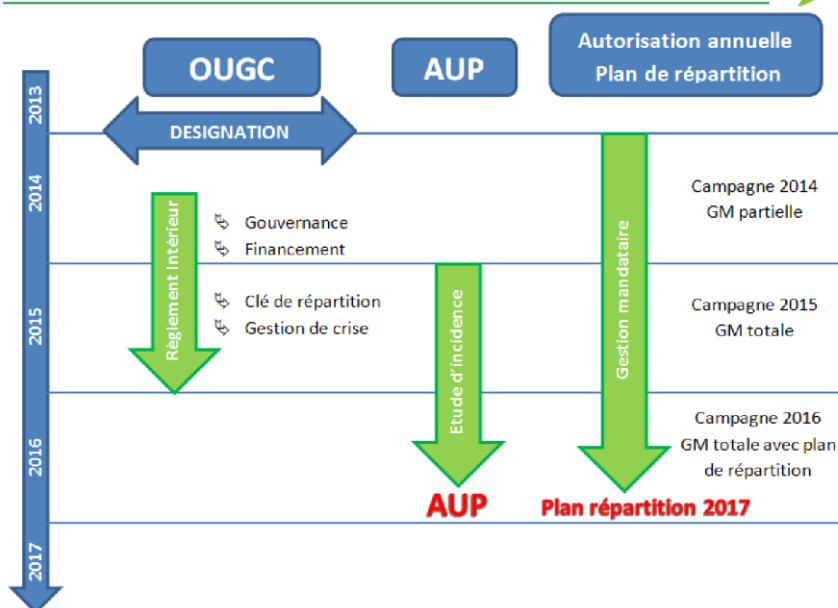 OUGC
AUP
Autorisation annuelle
Plan de répartition
2013
DESIGNATION
2014
Règlement Intérieur
Gouvernance
Financement
Gestion mandataire
Campagne 2014
GM partielle
2015
Clé de répartition
Gestion de crise
Etude d'incidence
Campagne 2015
GM totale
2016
Campagne 2016
GM totale avec plan
de répartition
AUP
Plan répartition 2017
2017